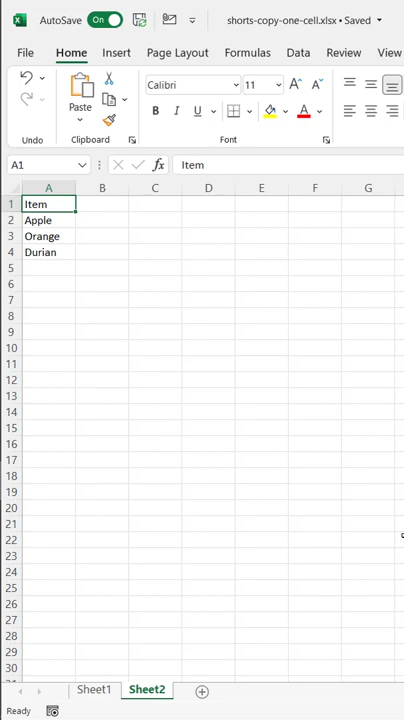 AutoSave On shorts-copy-one-cell.xlsx • Saved
File Home Insert Page Layout Formulas Data Review View
Paste Calibri 11 A A
B I U A
Undo Clipboard Font
A1 fx Item
A B C D E F G
1 Item
2 Apple
3 Orange
4 Durian
5
6
7
8
9
10
11
12
13
14
15
16
17
18
19
20
21
22
23
24
25
26
27
28
29
30
Sheet1 Sheet2
Ready